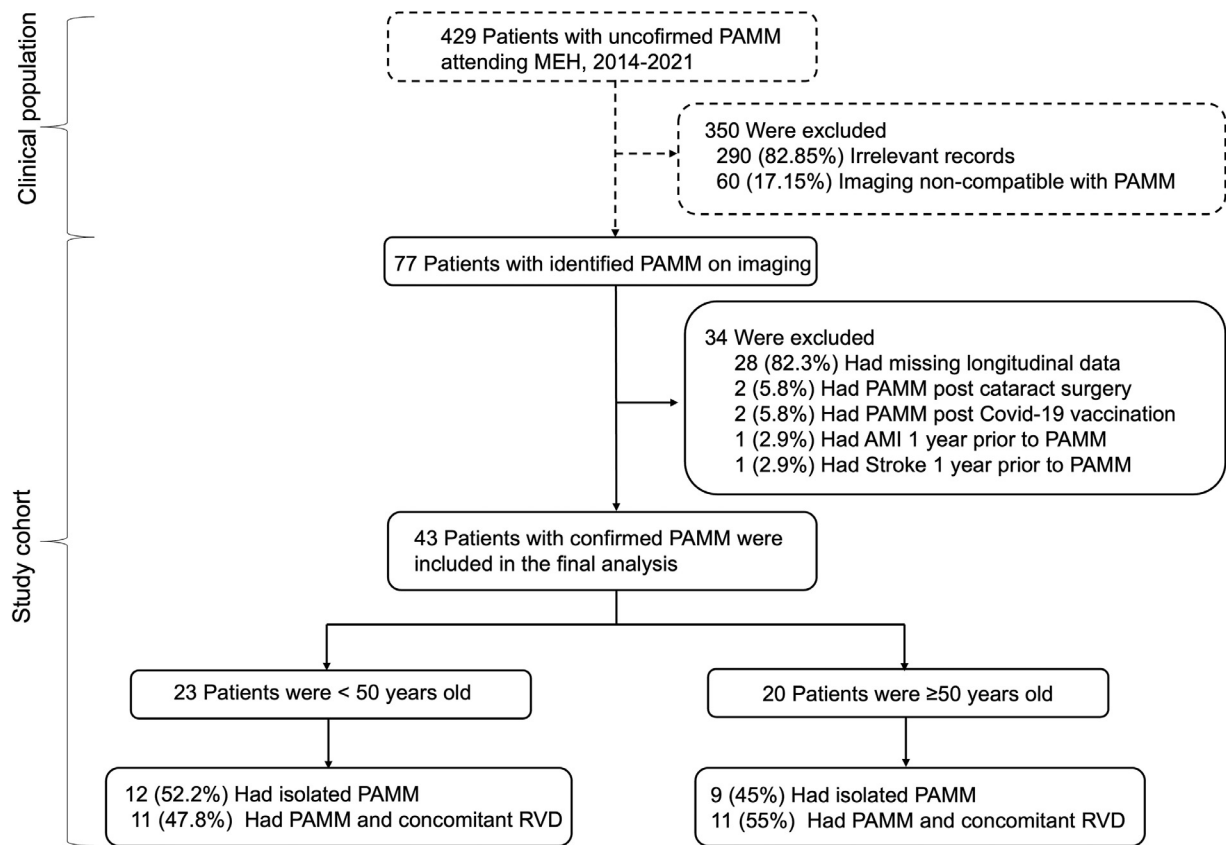 Clinical population
429 Patients with uncofirmed PAMM
attending MEH, 2014-2021
350 Were excluded
290 (82.85%) Irrelevant records
60 (17.15%) Imaging non-compatible with PAMM
Study cohort
77 Patients with identified PAMM on imaging
34 Were excluded
28 (82.3%) Had missing longitudinal data
2 (5.8%) Had PAMM post cataract surgery
2 (5.8%) Had PAMM post Covid-19 vaccination
1 (2.9%) Had AMI 1 year prior to PAMM
1 (2.9%) Had Stroke 1 year prior to PAMM
43 Patients with confirmed PAMM were
included in the final analysis
23 Patients were < 50 years old
20 Patients were ≥50 years old
12 (52.2%) Had isolated PAMM
11 (47.8%) Had PAMM and concomitant RVD
9 (45%) Had isolated PAMM
11 (55%) Had PAMM and concomitant RVD